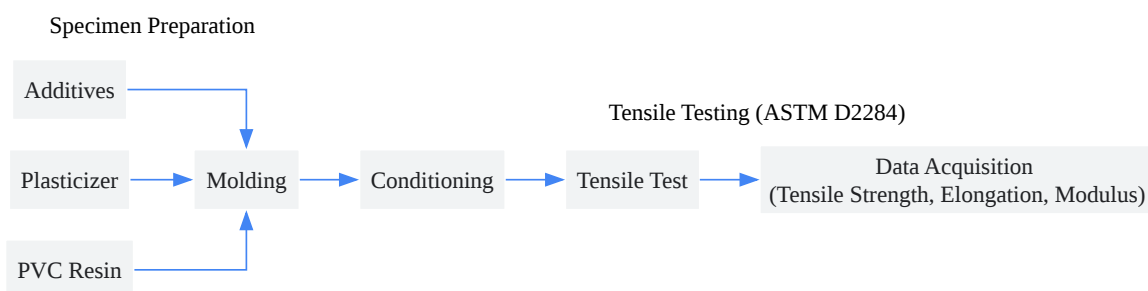 Specimen Preparation
Additives
Tensile Testing (ASTM D2284)
Plasticizer
Molding
Conditioning
Tensile Test
Data Acquisition
(Tensile Strength, Elongation, Modulus)
PVC Resin